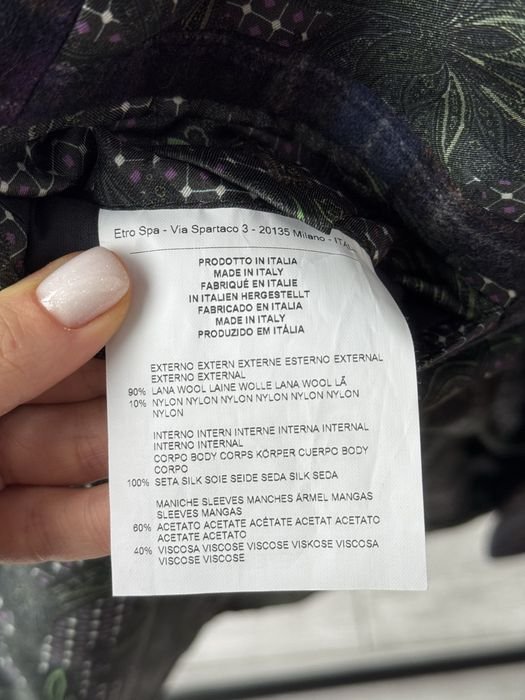 Etro Spa - Via Spartaco 3 - 20135 Milano - ITAL
PRODOTTO IN ITALIA
MADE IN ITALY
FABRIQUÉ EN ITALIE
IN ITALIEN HERGESTELLT
FABRICADO EN ITALIA
MADE IN ITALY
PRODUZIDO EM ITÁLIA
EXTERNO EXTERN EXTERNE ESTERNO EXTERNAL
EXTERNO EXTERNAL
90% LANA WOOL LAINE WOLLE LANA WOOL LÃ
10% NYLON NYLON NYLON NYLON NYLON NYLON
NYLON
INTERNO INTERN INTERNE INTERNA INTERNAL
INTERNO INTERNAL
CORPO BODY CORPS KÖRPER CUERPO BODY
CORPO
100% SETA SILK SOIE SEIDE SEDA SILK SEDA
MANICHE SLEEVES MANCHES ÄRMEL MANGAS
SLEEVES MANGAS
60% ACETATO ACETATE ACÉTATE ACETAT ACETATO
ACETATE ACETATO
40% VISCOSA VISCOSE VISCOSE VISKOSE VISCOSA
VISCOSE VISCOSE